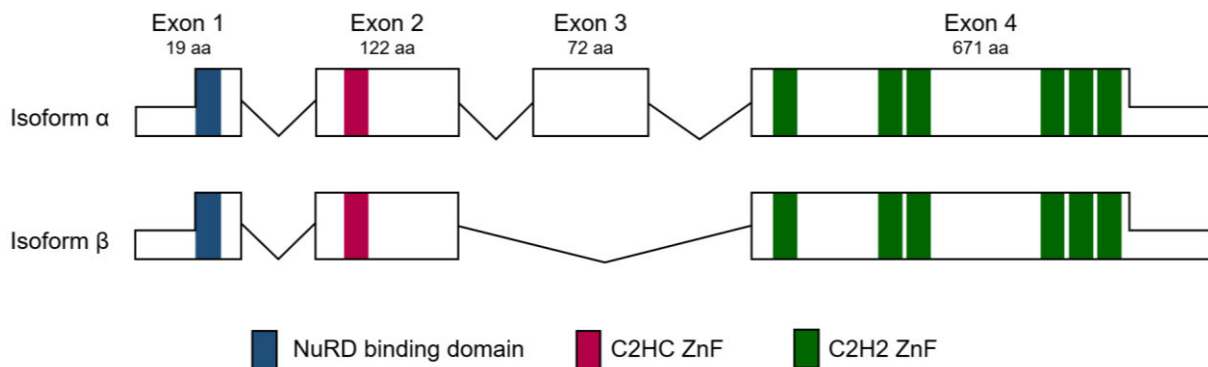 Exon 1 Exon 2 Exon 3 Exon 4
19 aa 122 aa 72 aa 671 aa
Isoform α
Isoform β
NuRD binding domain C2HC ZnF C2H2 ZnF